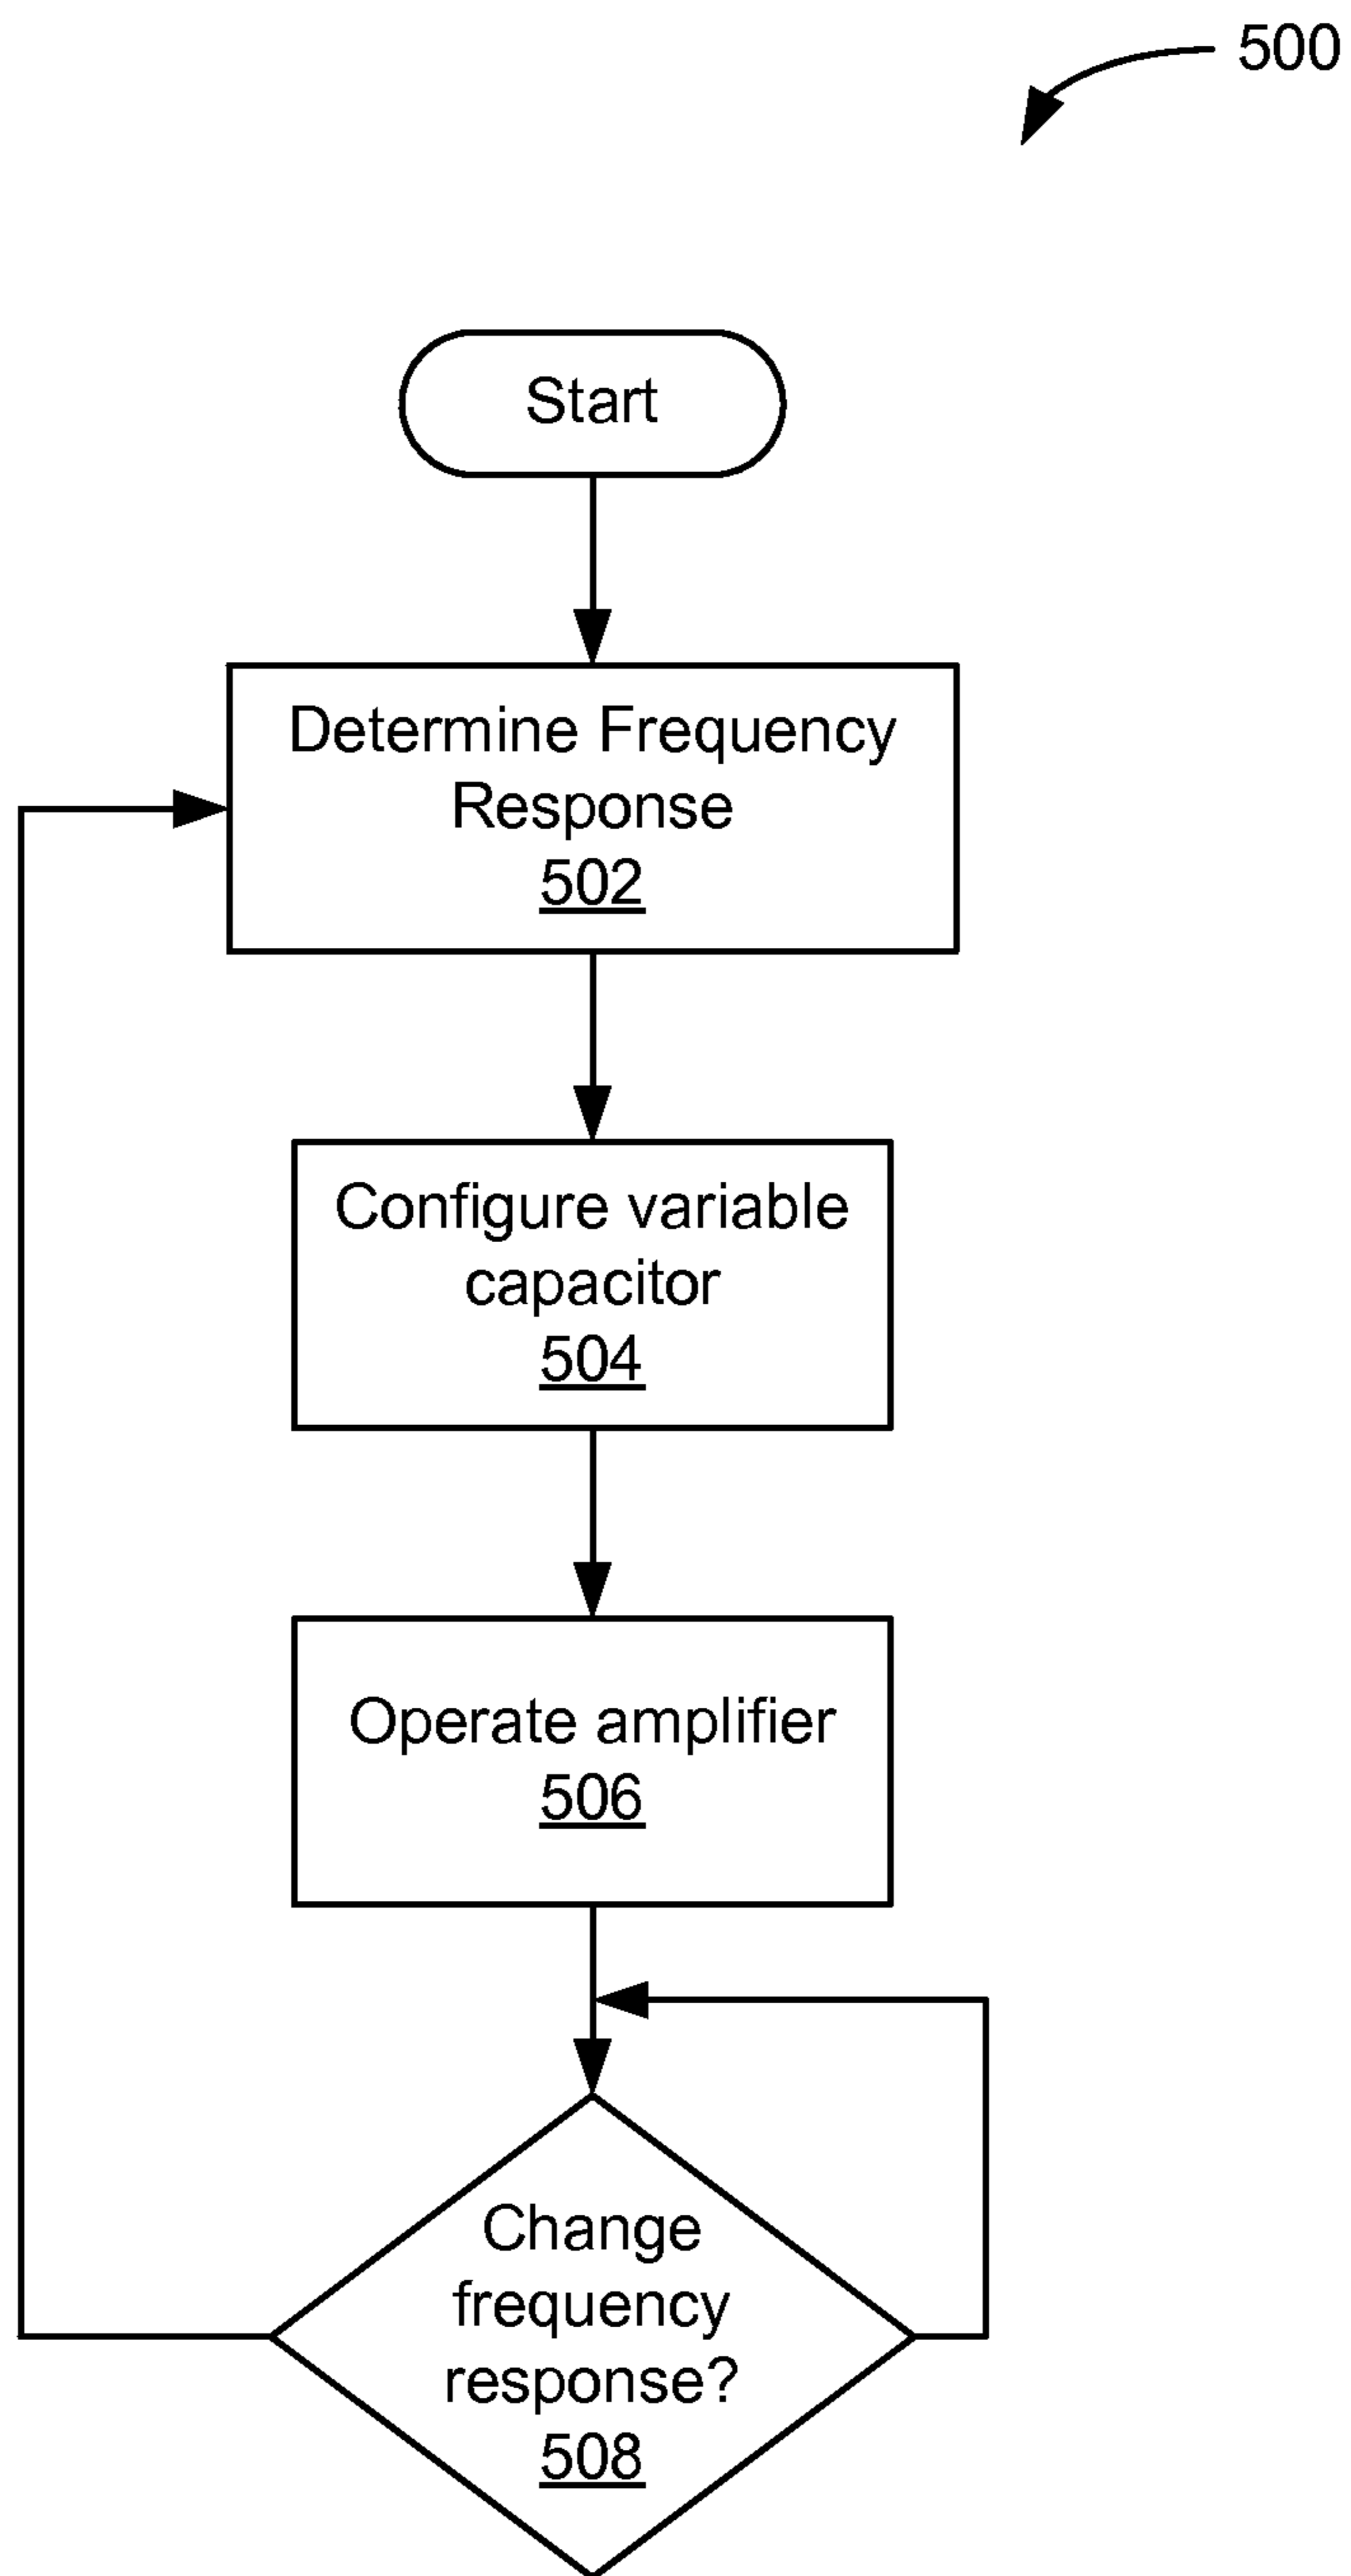 500
Start
Determine Frequency
Response
502
Configure variable
capacitor
504
Operate amplifier
506
Change
frequency
response?
508